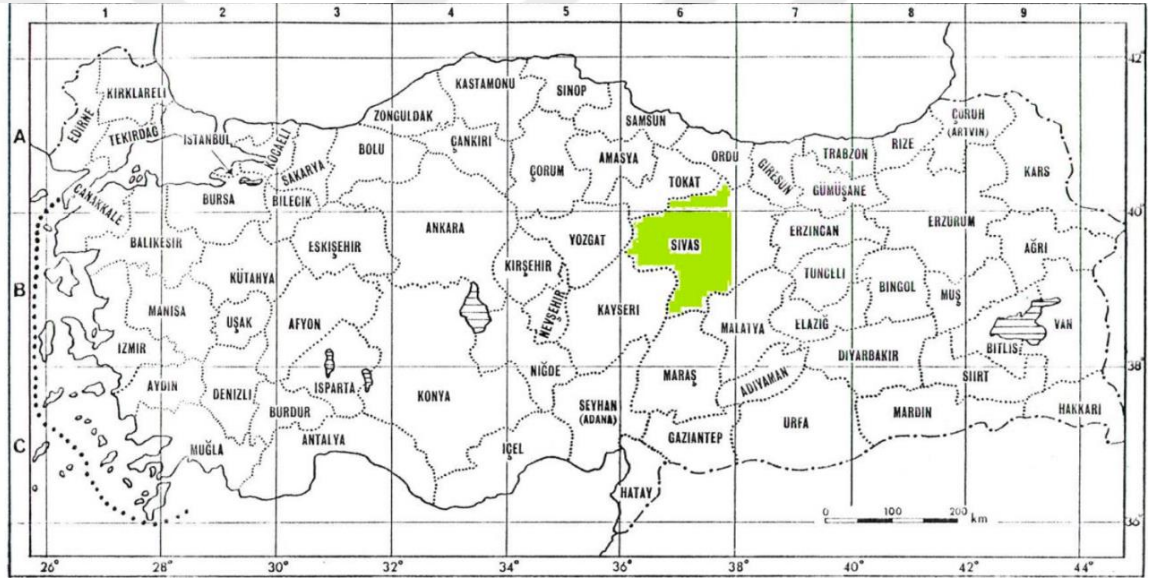 1 2 3 4 5 6 7 8 9
42°
KASTAMONU
SİNOP
KIRKLARELİ
EDİRNE
TEKİRDAĞ
İSTANBUL
KOCAELİ
ZONGULDAK
SAMSUN
ÇORUH
(ARTVİN)
A
SAKARYA
BOLU
ÇANKIRI
ÇORUM
AMASYA
ORDU
GİRESUN
TRABZON
RİZE
KARS
ÇANAKKALE
BURSA
BİLECİK
TOKAT
GÜMÜŞANE
40°
BALIKESİR
ESKİŞEHİR
ANKARA
YOZGAT
SİVAS
ERZİNCAN
ERZURUM
AĞRI
KÜTAHYA
KIRŞEHİR
TUNCELİ
B
MANİSA
UŞAK
AFYON
NEVŞEHİR
KAYSERİ
MALATYA
ELAZIĞ
BİNGÖL
MUŞ
VAN
İZMİR
DİYARBAKIR
BİTLİS
38°
AYDIN
DENİZLİ
ISPARTA
KONYA
NİĞDE
MARAŞ
ADIYAMAN
SİİRT
BURDUR
SEYHAN
(ADANA)
URFA
MARDİN
HAKKARİ
C
MUĞLA
ANTALYA
İÇEL
GAZİANTEP
HATAY
0 100 200 km
36°
26° 28° 30° 32° 34° 36° 38° 40° 42° 44°